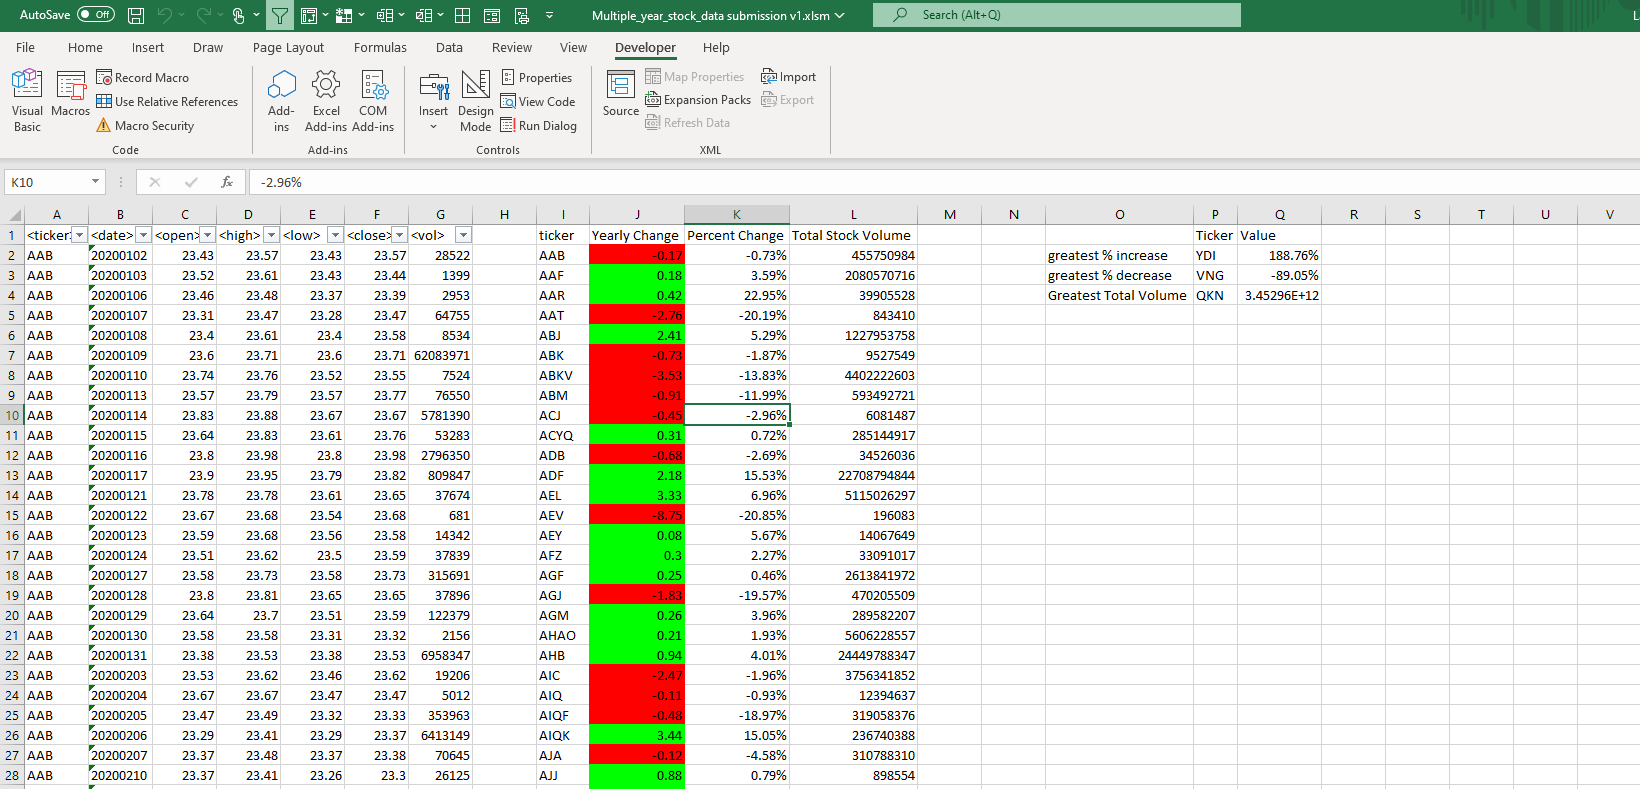 AutoSave Off Multiple_year_stock_data submission v1.xlsm Search (Alt+Q)
File Home Insert Draw Page Layout Formulas Data Review View Developer Help
Visual Basic
Macros
Record Macro
Use Relative References
Macro Security
Code
Add-ins
Excel Add-ins
COM Add-ins
Add-ins
Insert
Design Mode
Properties
View Code
Run Dialog
Controls
Source
Map Properties
Expansion Packs
Refresh Data
Import
Export
XML
K10 fx -2.96%
A B C D E F G H I J K L M N O P Q R S T U V
1 <ticker> <date> <open> <high> <low> <close> <vol> ticker Yearly Change Percent Change Total Stock Volume Ticker Value
2 AAB 20200102 23.43 23.57 23.43 23.57 28522 AAB -0.17 -0.73% 455750984 greatest % increase YDI 188.76%
3 AAB 20200103 23.52 23.61 23.43 23.44 1399 AAF 0.18 3.59% 2080570716 greatest % decrease VNG -89.05%
4 AAB 20200106 23.46 23.48 23.37 23.39 2953 AAR 0.42 22.95% 39905528 Greatest Total Volume QKN 3.45296E+12
5 AAB 20200107 23.31 23.47 23.28 23.47 64755 AAT -2.76 -20.19% 843410
6 AAB 20200108 23.4 23.61 23.4 23.58 8534 ABJ 2.41 5.29% 1227953758
7 AAB 20200109 23.6 23.71 23.6 23.71 62083971 ABK -0.73 -1.87% 9527549
8 AAB 20200110 23.74 23.76 23.52 23.55 7524 ABKV -3.53 -13.83% 4402222603
9 AAB 20200113 23.57 23.79 23.57 23.77 76550 ABM -0.91 -11.99% 593492721
10 AAB 20200114 23.83 23.88 23.67 23.67 5781390 ACJ -0.45 -2.96% 6081487
11 AAB 20200115 23.64 23.83 23.61 23.76 53283 ACYQ 0.31 0.72% 285144917
12 AAB 20200116 23.8 23.98 23.8 23.98 2796350 ADB -0.68 -2.69% 34526036
13 AAB 20200117 23.9 23.95 23.79 23.82 809847 ADF 2.18 15.53% 22708794844
14 AAB 20200121 23.78 23.78 23.61 23.65 37674 AEL 3.33 6.96% 5115026297
15 AAB 20200122 23.67 23.68 23.54 23.68 681 AEV -8.75 -20.85% 196083
16 AAB 20200123 23.59 23.68 23.56 23.58 14342 AEY 0.08 5.67% 14067649
17 AAB 20200124 23.51 23.62 23.5 23.59 37839 AFZ 0.3 2.27% 33091017
18 AAB 20200127 23.58 23.73 23.58 23.73 315691 AGF 0.25 0.46% 2613841972
19 AAB 20200128 23.8 23.81 23.65 23.65 37896 AGJ -1.83 -19.57% 470205509
20 AAB 20200129 23.64 23.7 23.51 23.59 122379 AGM 0.26 3.96% 289582207
21 AAB 20200130 23.58 23.58 23.31 23.32 2156 AHAO 0.21 1.93% 5606228557
22 AAB 20200131 23.38 23.53 23.38 23.53 6958347 AHB 0.94 4.01% 24449788347
23 AAB 20200203 23.53 23.62 23.46 23.62 19206 AIC -2.47 -1.96% 3756341852
24 AAB 20200204 23.67 23.67 23.47 23.47 5012 AIQ -0.11 -0.93% 12394637
25 AAB 20200205 23.47 23.49 23.32 23.33 353963 AIQF -0.48 -18.97% 319058376
26 AAB 20200206 23.29 23.41 23.29 23.37 6413149 AIQK 3.44 15.05% 236740388
27 AAB 20200207 23.37 23.48 23.37 23.38 70645 AJA -0.12 -4.58% 310788310
28 AAB 20200210 23.37 23.41 23.26 23.3 26125 AJJ 0.88 0.79% 898554